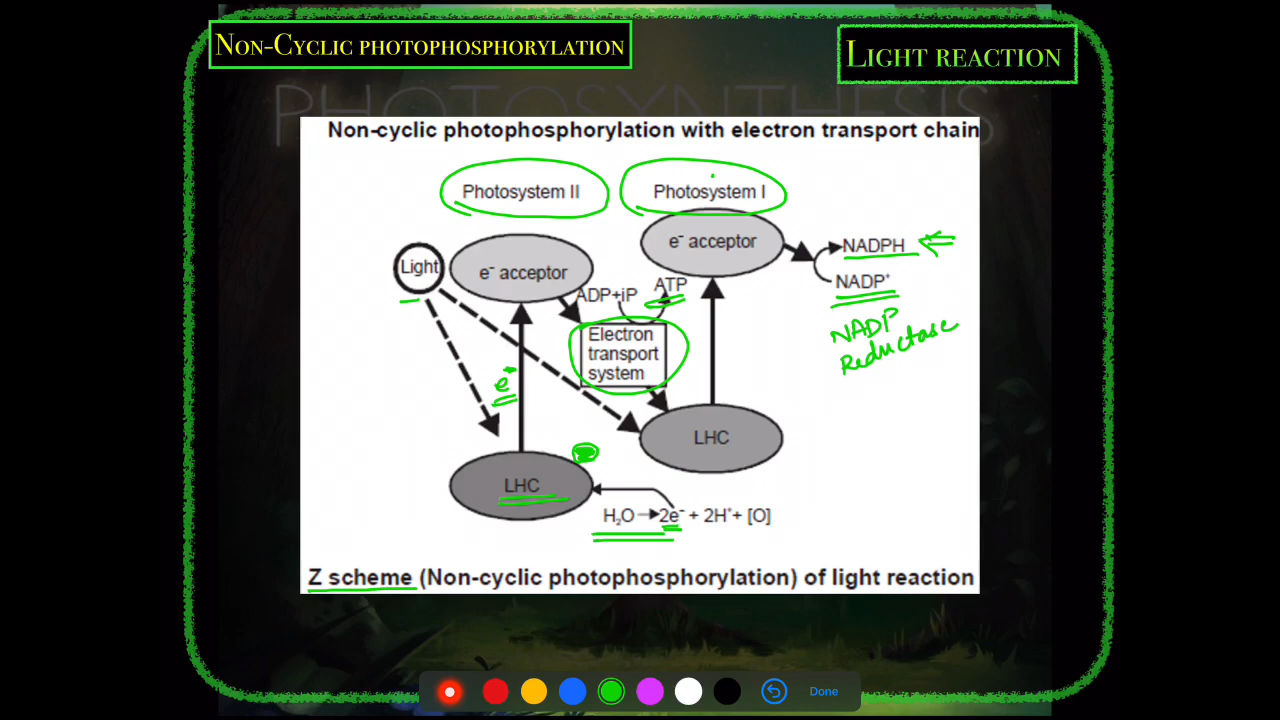 NON-CYCLIC PHOTOPHOSPHORYLATION
LIGHT REACTION
PHOTOSYNTHESIS
Non-cyclic photophosphorylation with electron transport chain
Photosystem II
Photosystem I
e⁻ acceptor
NADPH
Light
e⁻ acceptor
NADP⁺
ADP+iP
ATP
NADP
Reductase
Electron
transport
system
e⁻
LHC
LHC
H₂O→2e⁻ + 2H⁺+ [O]
Z scheme (Non-cyclic photophosphorylation) of light reaction
Done